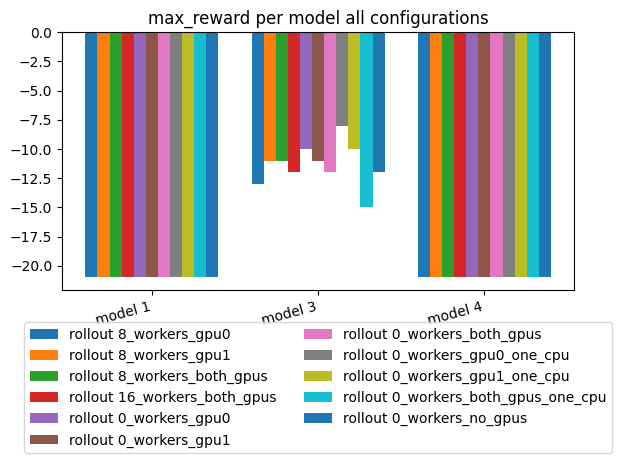 max_reward per model all configurations
0.0
−2.5
−5.0
−7.5
−10.0
−12.5
−15.0
−17.5
−20.0
model 1
model 3
model 4
rollout 8_workers_gpu0
rollout 8_workers_gpu1
rollout 8_workers_both_gpus
rollout 16_workers_both_gpus
rollout 0_workers_gpu0
rollout 0_workers_gpu1
rollout 0_workers_both_gpus
rollout 0_workers_gpu0_one_cpu
rollout 0_workers_gpu1_one_cpu
rollout 0_workers_both_gpus_one_cpu
rollout 0_workers_no_gpus